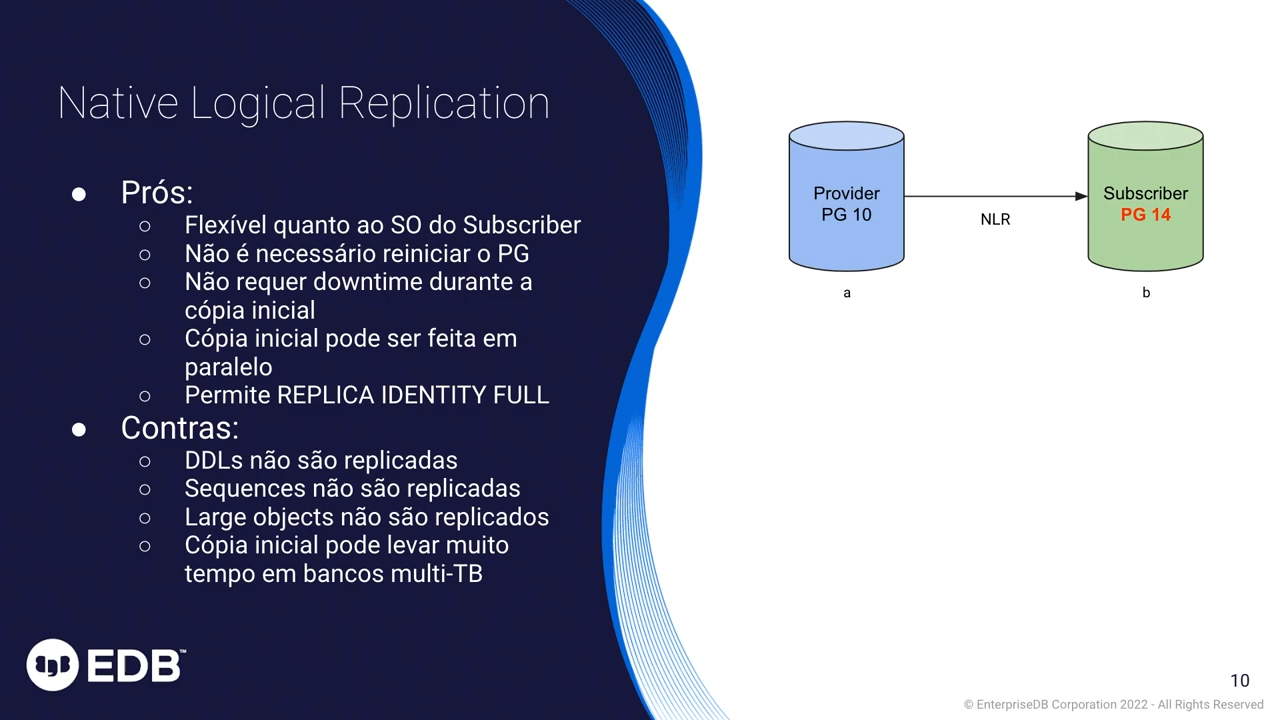 Native Logical Replication
● Prós:
○ Flexível quanto ao SO do Subscriber
○ Não é necessário reiniciar o PG
○ Não requer downtime durante a
cópia inicial
○ Cópia inicial pode ser feita em
paralelo
○ Permite REPLICA IDENTITY FULL
● Contras:
○ DDLs não são replicadas
○ Sequences não são replicadas
○ Large objects não são replicados
○ Cópia inicial pode levar muito
tempo em bancos multi-TB
EDB™
Provider
PG 10
a
NLR
Subscriber
PG 14
b
10
© EnterpriseDB Corporation 2022 - All Rights Reserved